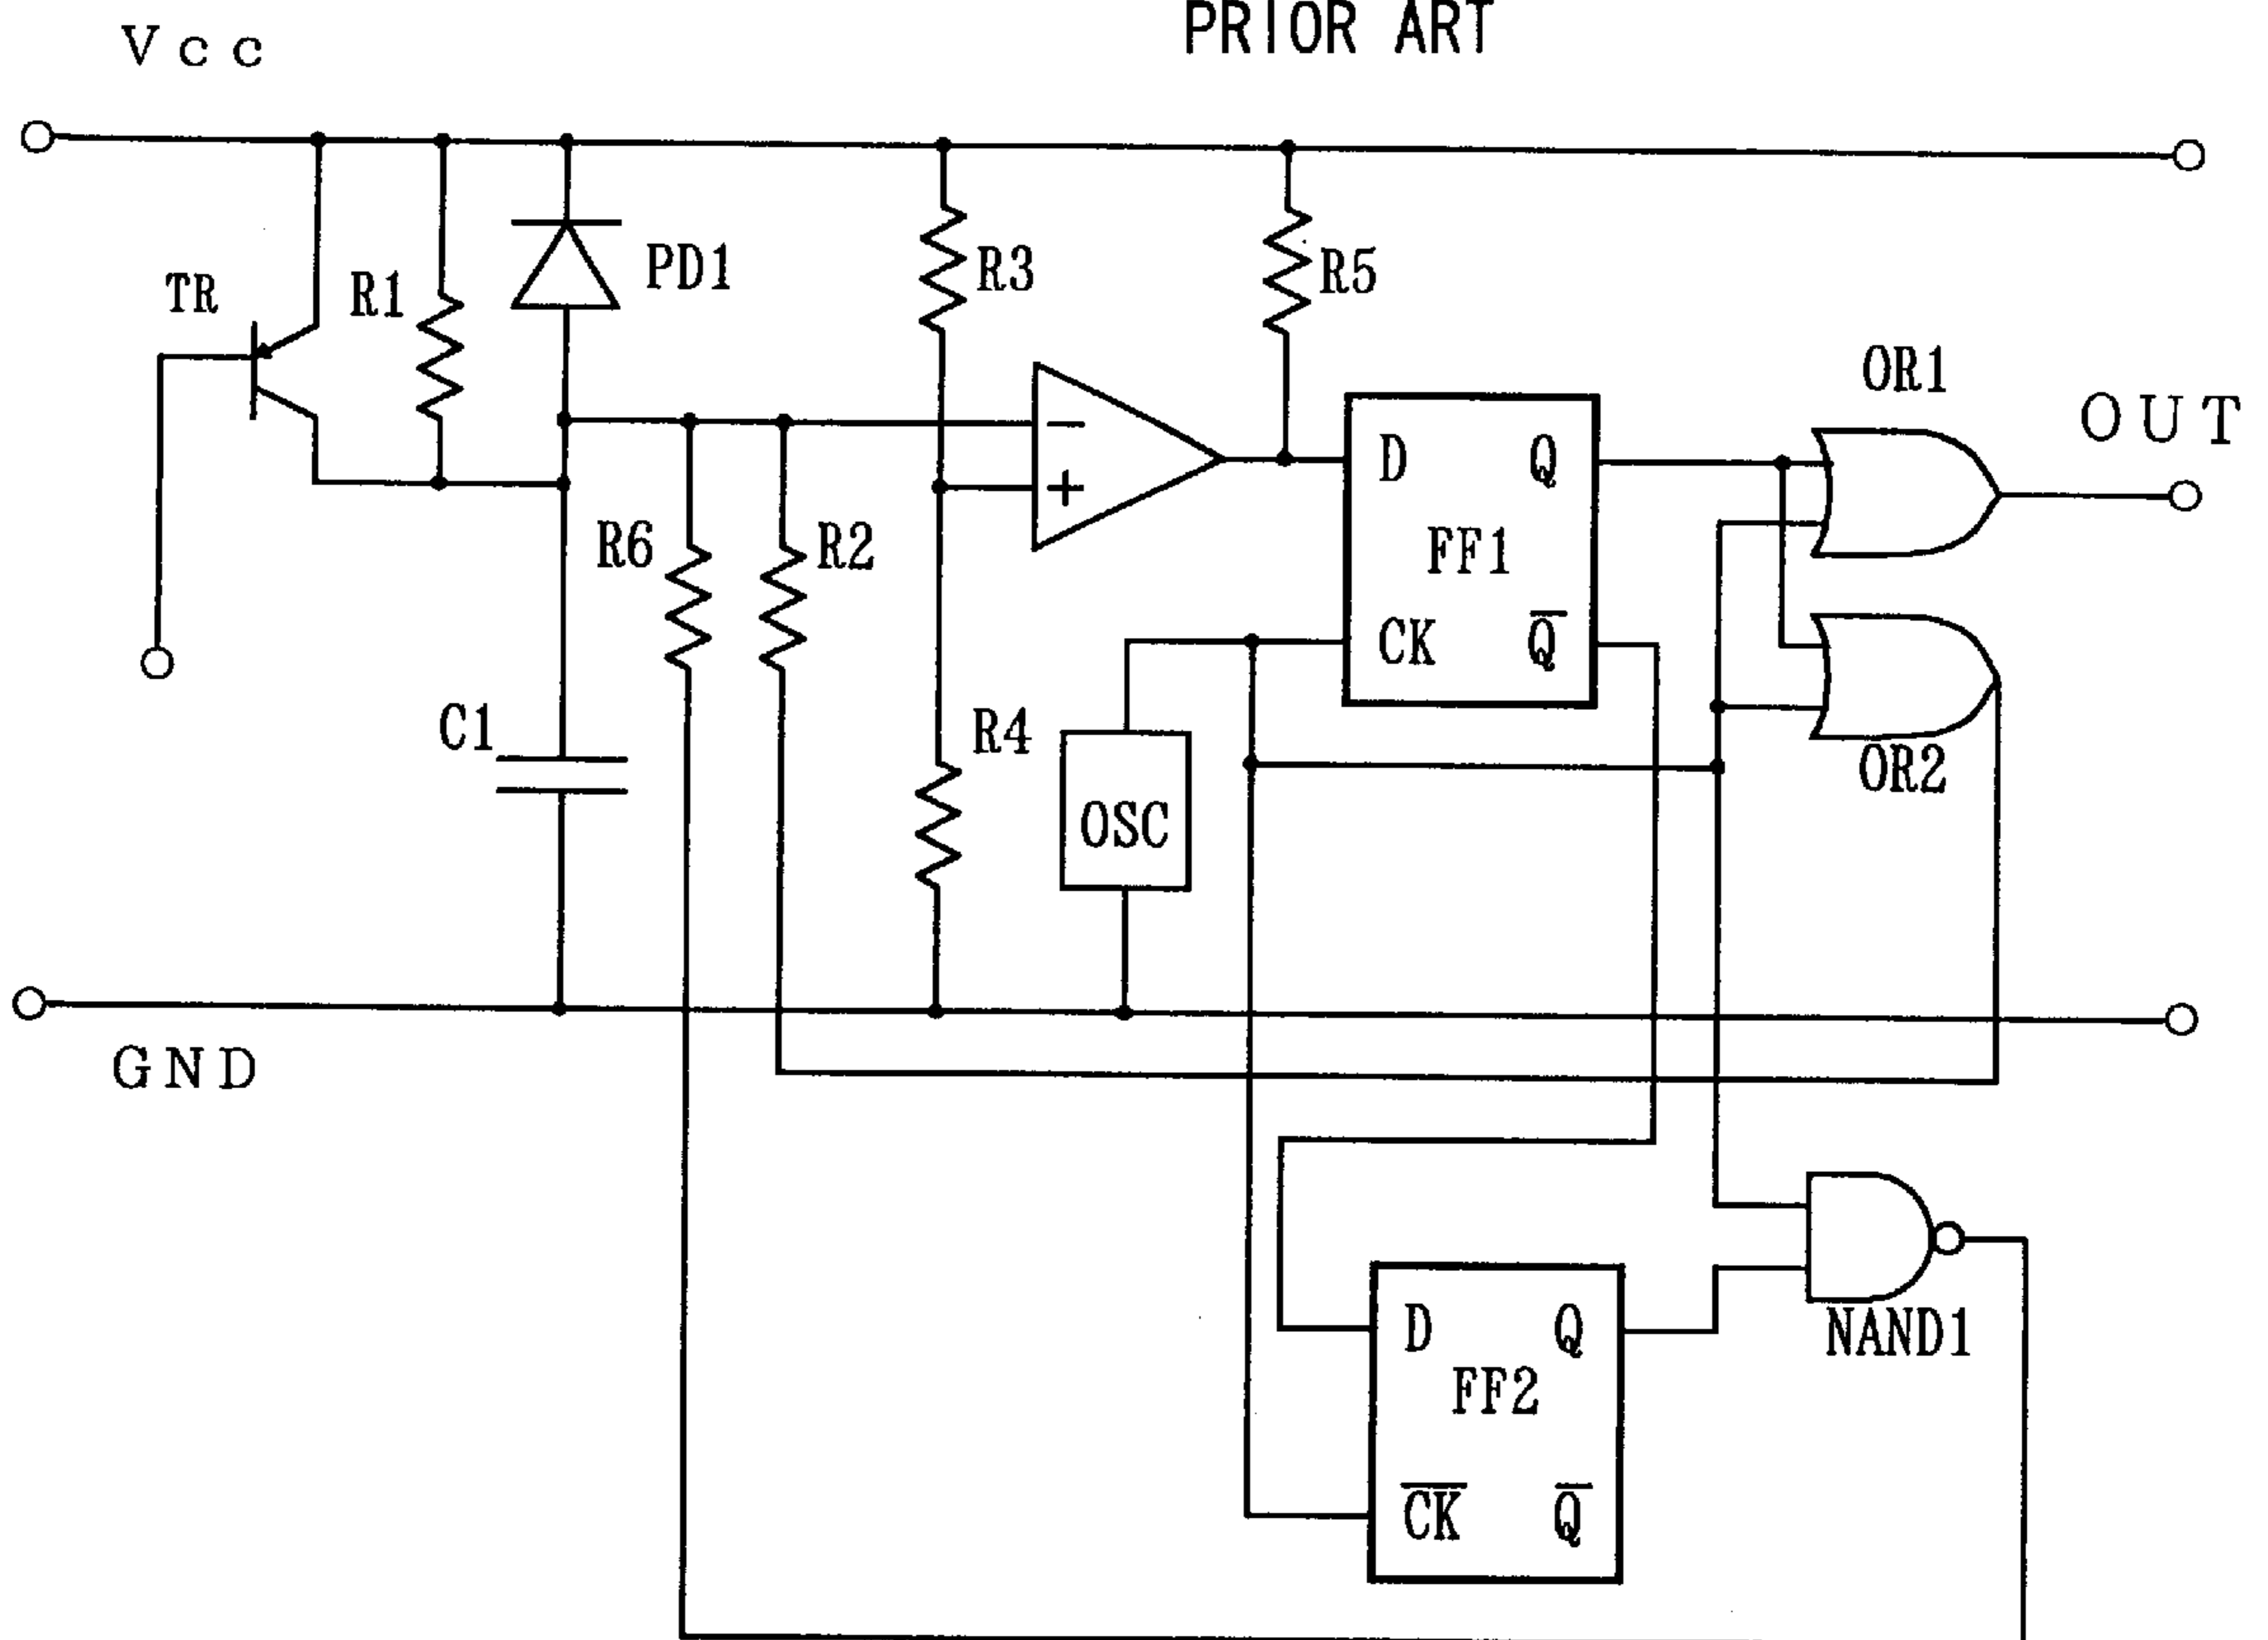 PRIOR ART
Vcc
TR
R1
PD1
R3
R5
OR1
OUT
−
+
D
Q
FF1
CK
Q̅
R6
R2
C1
R4
OSC
OR2
GND
D
Q
FF2
C̅K̅
Q̅
NAND1